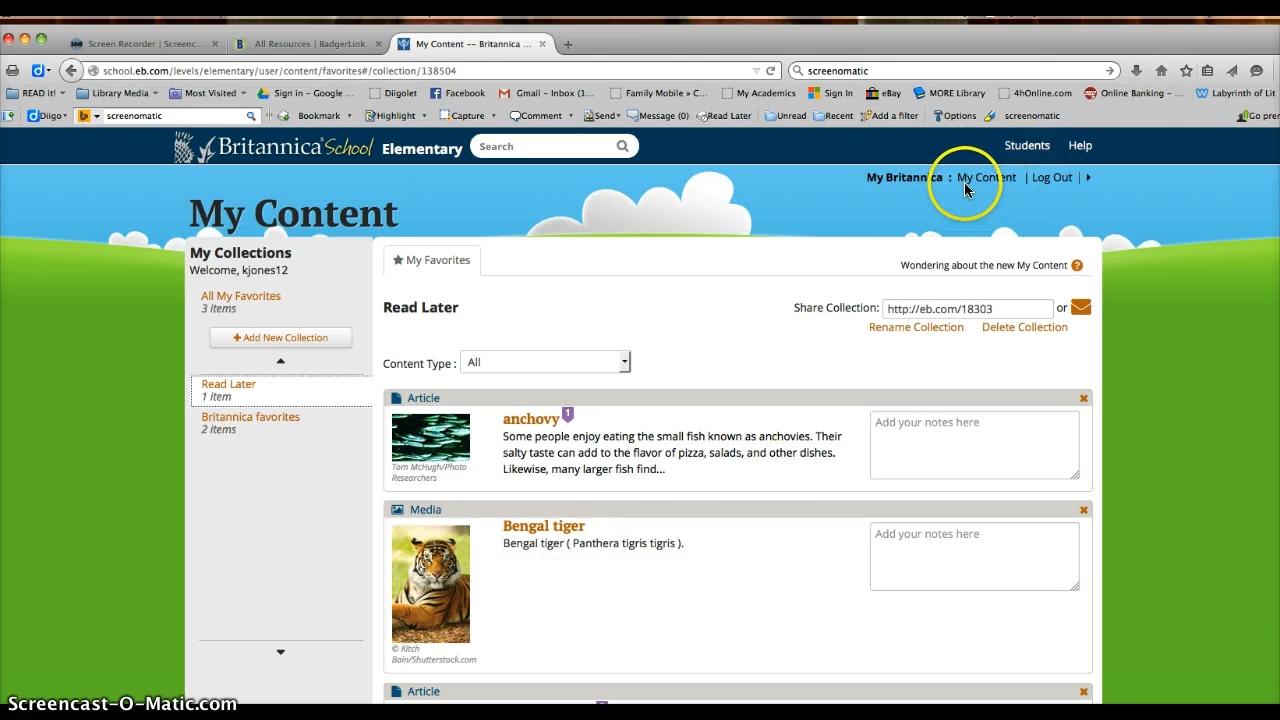 Screen Recorder | Screenc...
All Resources | BadgerLink
My Content -- Britannica ...
school.eb.com/levels/elementary/user/content/favorites#/collection/138504
screenomatic
READ it!
Library Media
Most Visited
Sign in - Google ...
Diigolet
Facebook
Gmail - Inbox (1...
Family Mobile » C...
My Academics
Sign In
eBay
MORE Library
4hOnline.com
Online Banking - ...
Labyrinth of Lit
Diigo
screenomatic
Bookmark
Highlight
Capture
Comment
Send
Message (0)
Read Later
Unread
Recent
Add a filter
Options
screenomatic
Go pre
Britannica School Elementary
Search
Students
Help
My Britannica : My Content | Log Out |
My Content
My Collections
Welcome, kjones12
All My Favorites
3 items
+ Add New Collection
Read Later
1 item
Britannica favorites
2 items
My Favorites
Wondering about the new My Content ?
Read Later
Share Collection: http://eb.com/18303 or
Rename Collection
Delete Collection
Content Type : All
Article
anchovy 1
Some people enjoy eating the small fish known as anchovies. Their
salty taste can add to the flavor of pizza, salads, and other dishes.
Likewise, many larger fish find...
Tom McHugh/Photo
Researchers
Add your notes here
Media
Bengal tiger
Bengal tiger ( Panthera tigris tigris ).
© Kitch
Bain/Shutterstock.com
Add your notes here
Article
Screencast-O-Matic.com